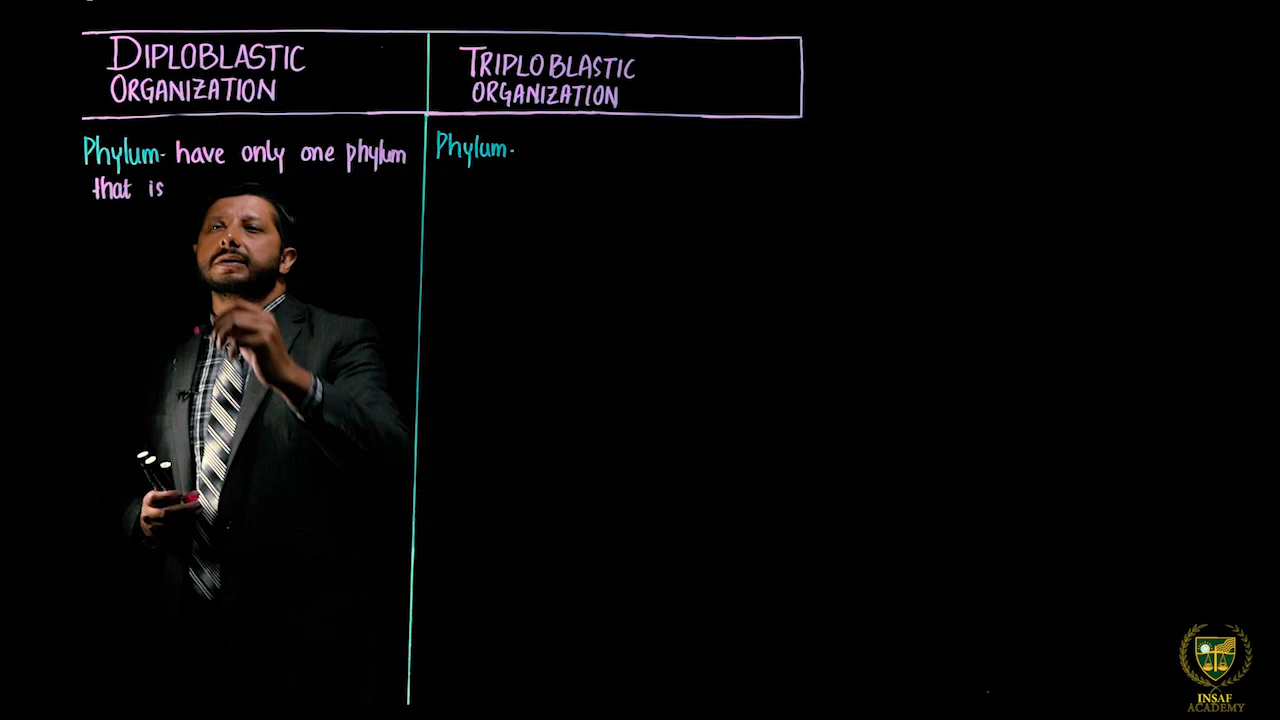 DIPLOBLASTIC
ORGANIZATION
TRIPLOBLASTIC
ORGANIZATION
Phylum- have only one phylum
that is
Phylum-
INSAF
ACADEMY